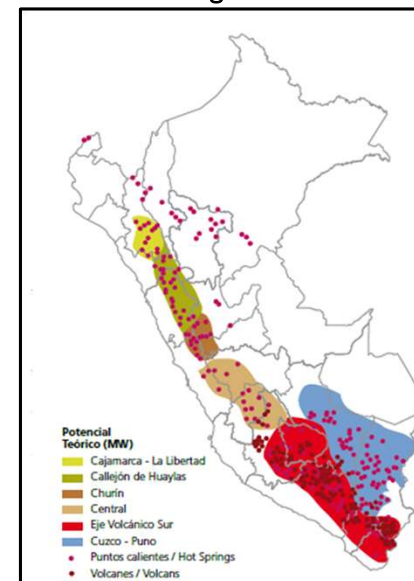 Potencial
Teórico (MW)
Cajamarca - La Libertad
Callejón de Huaylas
Churín
Central
Eje Volcánico Sur
Cuzco - Puno
Puntos calientes / Hot Springs
Volcanes / Volcans